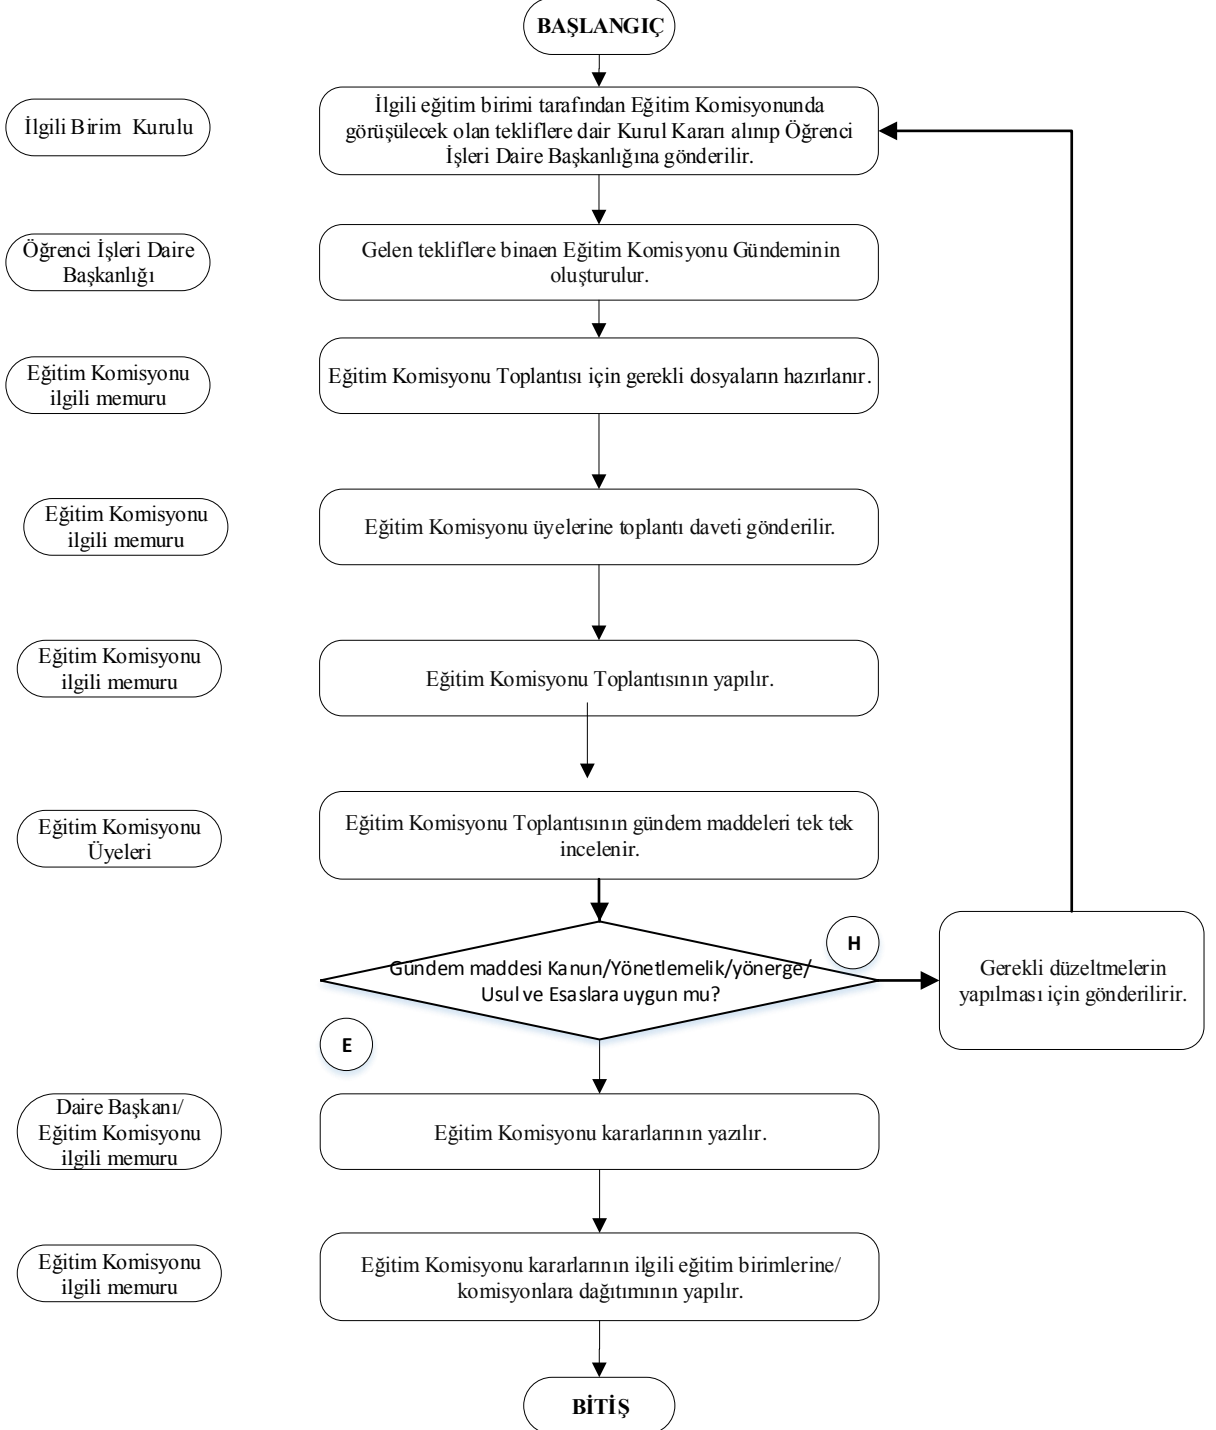 BAŞLANGIÇ
İlgili Birim Kurulu
İlgili eğitim birimi tarafından Eğitim Komisyonunda
görüşülecek olan tekliflere dair Kurul Kararı alınıp Öğrenci
İşleri Daire Başkanlığına gönderilir.
Öğrenci İşleri Daire
Başkanlığı
Gelen tekliflere binaen Eğitim Komisyonu Gündeminin
oluşturulur.
Eğitim Komisyonu
ilgili memuru
Eğitim Komisyonu Toplantısı için gerekli dosyaların hazırlanır.
Eğitim Komisyonu
ilgili memuru
Eğitim Komisyonu üyelerine toplantı daveti gönderilir.
Eğitim Komisyonu
ilgili memuru
Eğitim Komisyonu Toplantısının yapılır.
Eğitim Komisyonu
Üyeleri
Eğitim Komisyonu Toplantısının gündem maddeleri tek tek
incelenir.
Gündem maddesi Kanun/Yönetlemelik/yönerge/
Usul ve Esaslara uygun mu?
H
Gerekli düzeltmelerin
yapılması için gönderilirir.
E
Daire Başkanı/
Eğitim Komisyonu
ilgili memuru
Eğitim Komisyonu kararlarının yazılır.
Eğitim Komisyonu
ilgili memuru
Eğitim Komisyonu kararlarının ilgili eğitim birimlerine/
komisyonlara dağıtımının yapılır.
BİTİŞ